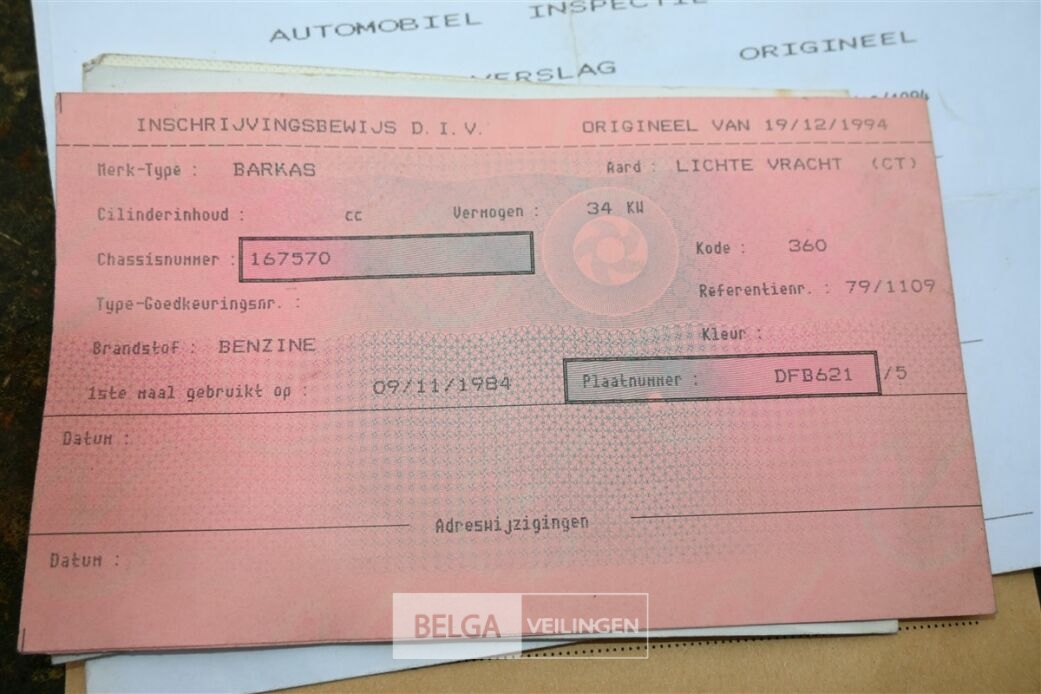 AUTOMOBIEL INSPECTIE
VERSLAG ORIGINEEL
INSCHRIJVINGSBEWIJS D.I.V. ORIGINEEL VAN 19/12/1994
Merk-Type : BARKAS Aard : LICHTE VRACHT (CT)
Cilinderinhoud : cc Vermogen : 34 KW
Chassisnummer : 167570 Kode : 360
Type-Goedkeuringsnr. : Referentienr. : 79/1109
Brandstof : BENZINE Kleur :
1ste maal gebruikt op : 09/11/1984 Plaatnummer : DFB621 /5
Datum :
Adreswijzigingen
Datum :
BELGA VEILINGEN